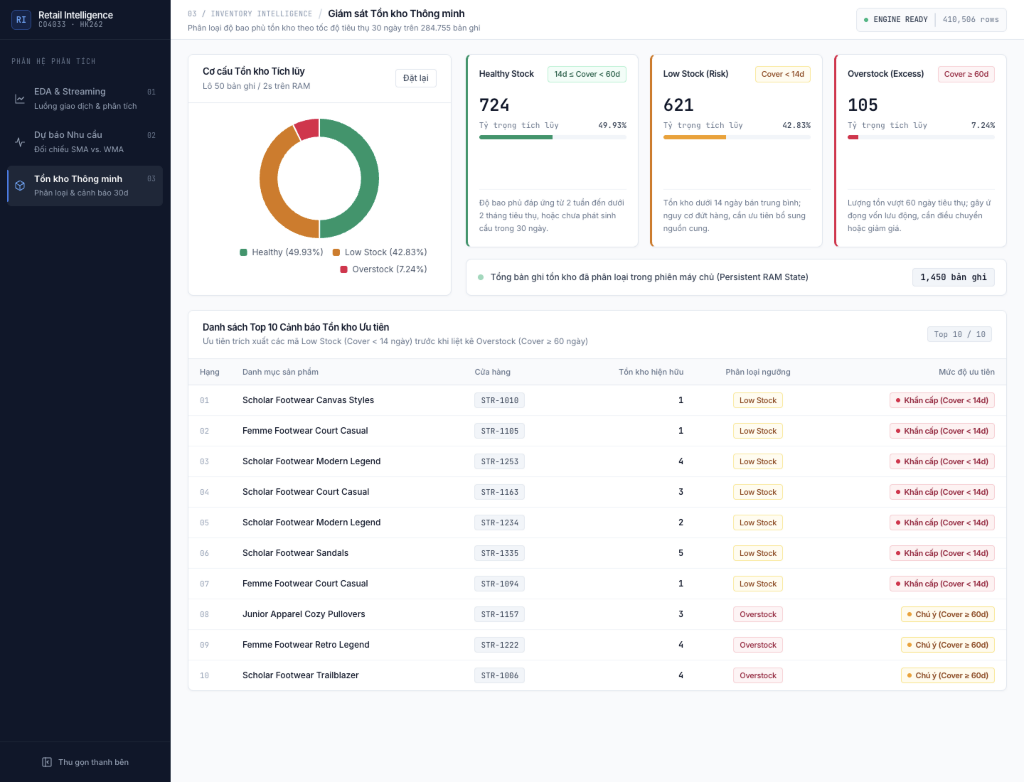 RI
Retail Intelligence
CO4033 · HK262
PHÂN HỆ PHÂN TÍCH
EDA & Streaming 01
Luồng giao dịch & phân tích
Dự báo Nhu cầu 02
Đối chiếu SMA vs. WMA
Tồn kho Thông minh 03
Phân loại & cảnh báo 30d
Thu gọn thanh bên
03 / INVENTORY INTELLIGENCE / Giám sát Tồn kho Thông minh
Phân loại độ bao phủ tồn kho theo tốc độ tiêu thụ 30 ngày trên 284.755 bản ghi
ENGINE READY 410,506 rows
Cơ cấu Tồn kho Tích lũy
Lô 50 bản ghi / 2s trên RAM
Đặt lại
Healthy (49.93%) Low Stock (42.83%)
Overstock (7.24%)
Healthy Stock 14d ≤ Cover < 60d
724
Tỷ trọng tích lũy 49.93%
Độ bao phủ đáp ứng từ 2 tuần đến dưới
2 tháng tiêu thụ, hoặc chưa phát sinh
cầu trong 30 ngày.
Low Stock (Risk) Cover < 14d
621
Tỷ trọng tích lũy 42.83%
Tồn kho dưới 14 ngày bán trung bình;
nguy cơ đứt hàng, cần ưu tiên bổ sung
nguồn cung.
Overstock (Excess) Cover ≥ 60d
105
Tỷ trọng tích lũy 7.24%
Lượng tồn vượt 60 ngày tiêu thụ; gây ứ
đọng vốn lưu động, cần điều chuyển
hoặc giảm giá.
Tổng bản ghi tồn kho đã phân loại trong phiên máy chủ (Persistent RAM State) 1,450 bản ghi
Danh sách Top 10 Cảnh báo Tồn kho Ưu tiên
Ưu tiên trích xuất các mã Low Stock (Cover < 14 ngày) trước khi liệt kê Overstock (Cover ≥ 60 ngày)
Top 10 / 10
Hạng Danh mục sản phẩm Cửa hàng Tồn kho hiện hữu Phân loại ngưỡng Mức độ ưu tiên
01 Scholar Footwear Canvas Styles STR-1010 1 Low Stock Khẩn cấp (Cover < 14d)
02 Femme Footwear Court Casual STR-1105 1 Low Stock Khẩn cấp (Cover < 14d)
03 Scholar Footwear Modern Legend STR-1253 4 Low Stock Khẩn cấp (Cover < 14d)
04 Scholar Footwear Court Casual STR-1163 3 Low Stock Khẩn cấp (Cover < 14d)
05 Scholar Footwear Modern Legend STR-1234 2 Low Stock Khẩn cấp (Cover < 14d)
06 Scholar Footwear Sandals STR-1335 5 Low Stock Khẩn cấp (Cover < 14d)
07 Femme Footwear Court Casual STR-1094 1 Low Stock Khẩn cấp (Cover < 14d)
08 Junior Apparel Cozy Pullovers STR-1157 3 Overstock Chú ý (Cover ≥ 60d)
09 Femme Footwear Retro Legend STR-1222 4 Overstock Chú ý (Cover ≥ 60d)
10 Scholar Footwear Trailblazer STR-1006 4 Overstock Chú ý (Cover ≥ 60d)